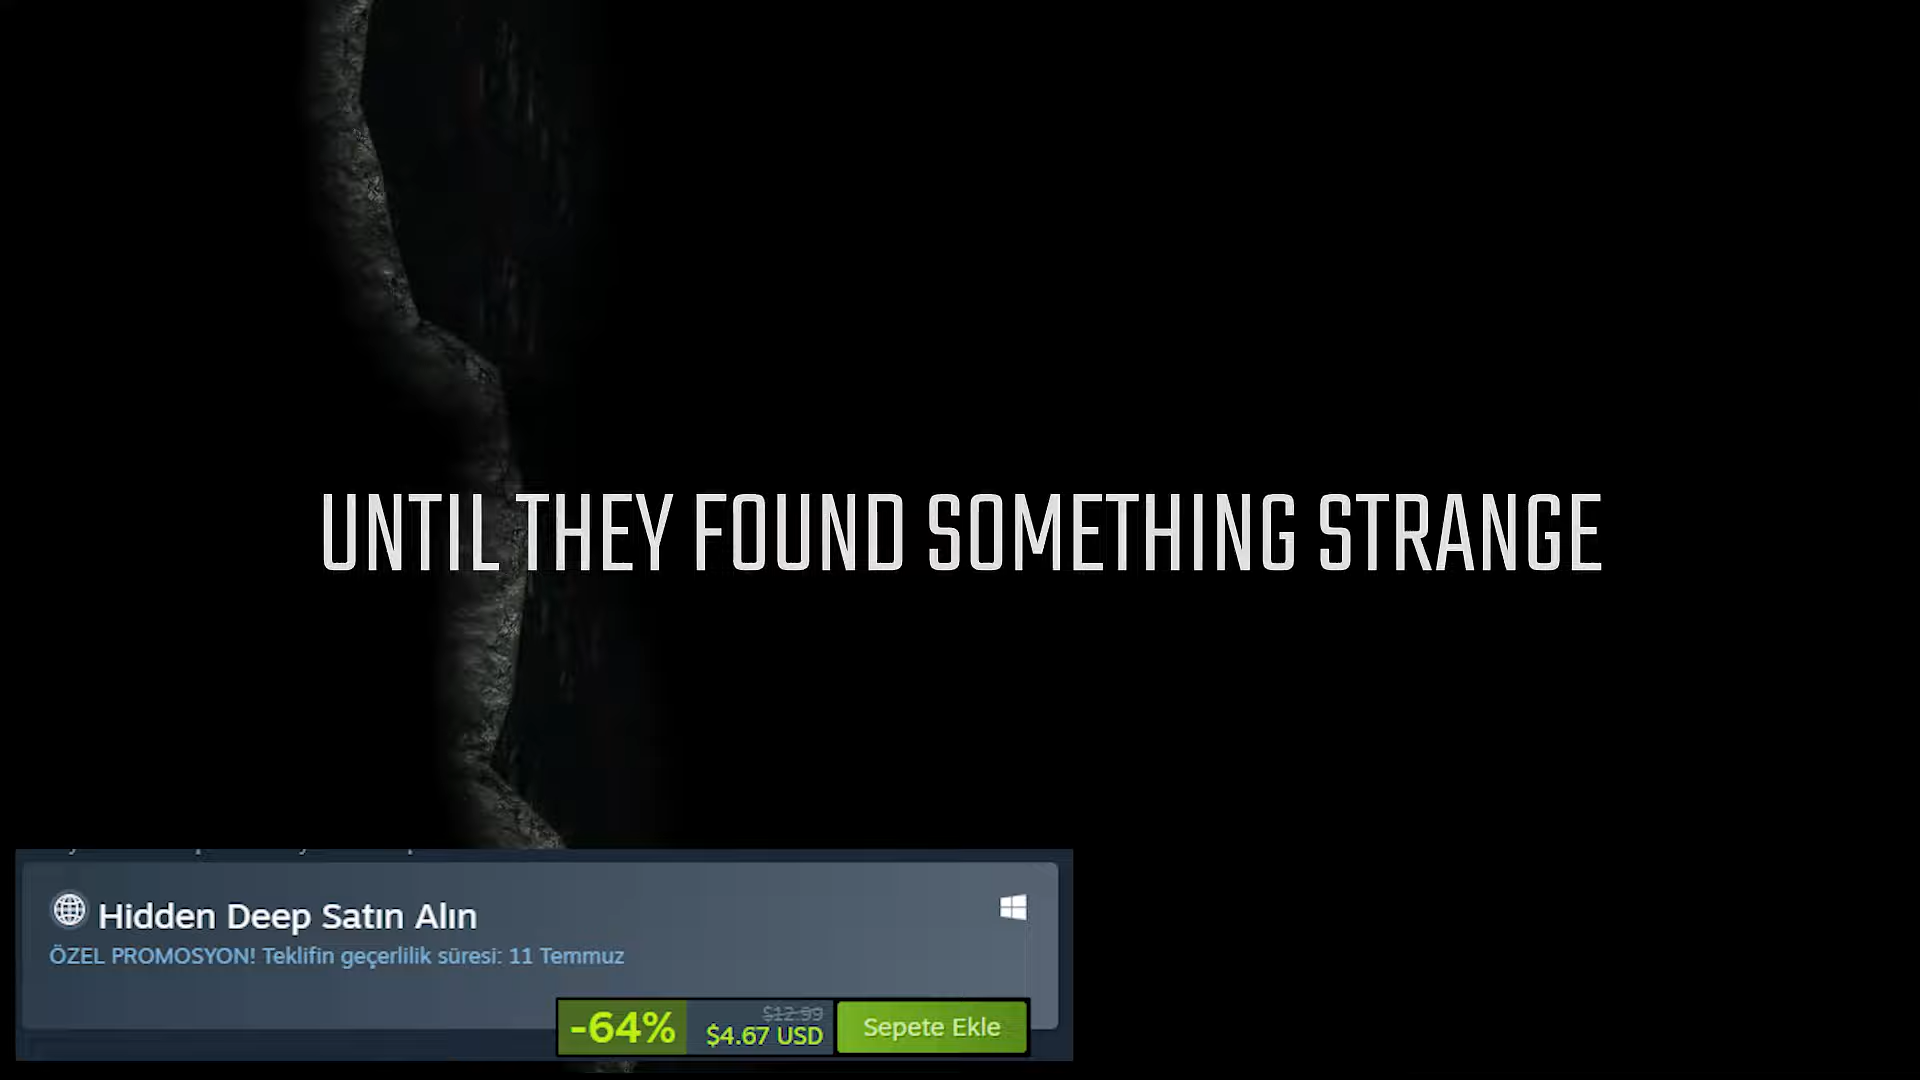 UNTIL THEY FOUND SOMETHING STRANGE
Hidden Deep Satın Alın
ÖZEL PROMOSYON! Teklifin geçerlilik süresi: 11 Temmuz
-64%
$12.99
$4.67 USD
Sepete Ekle